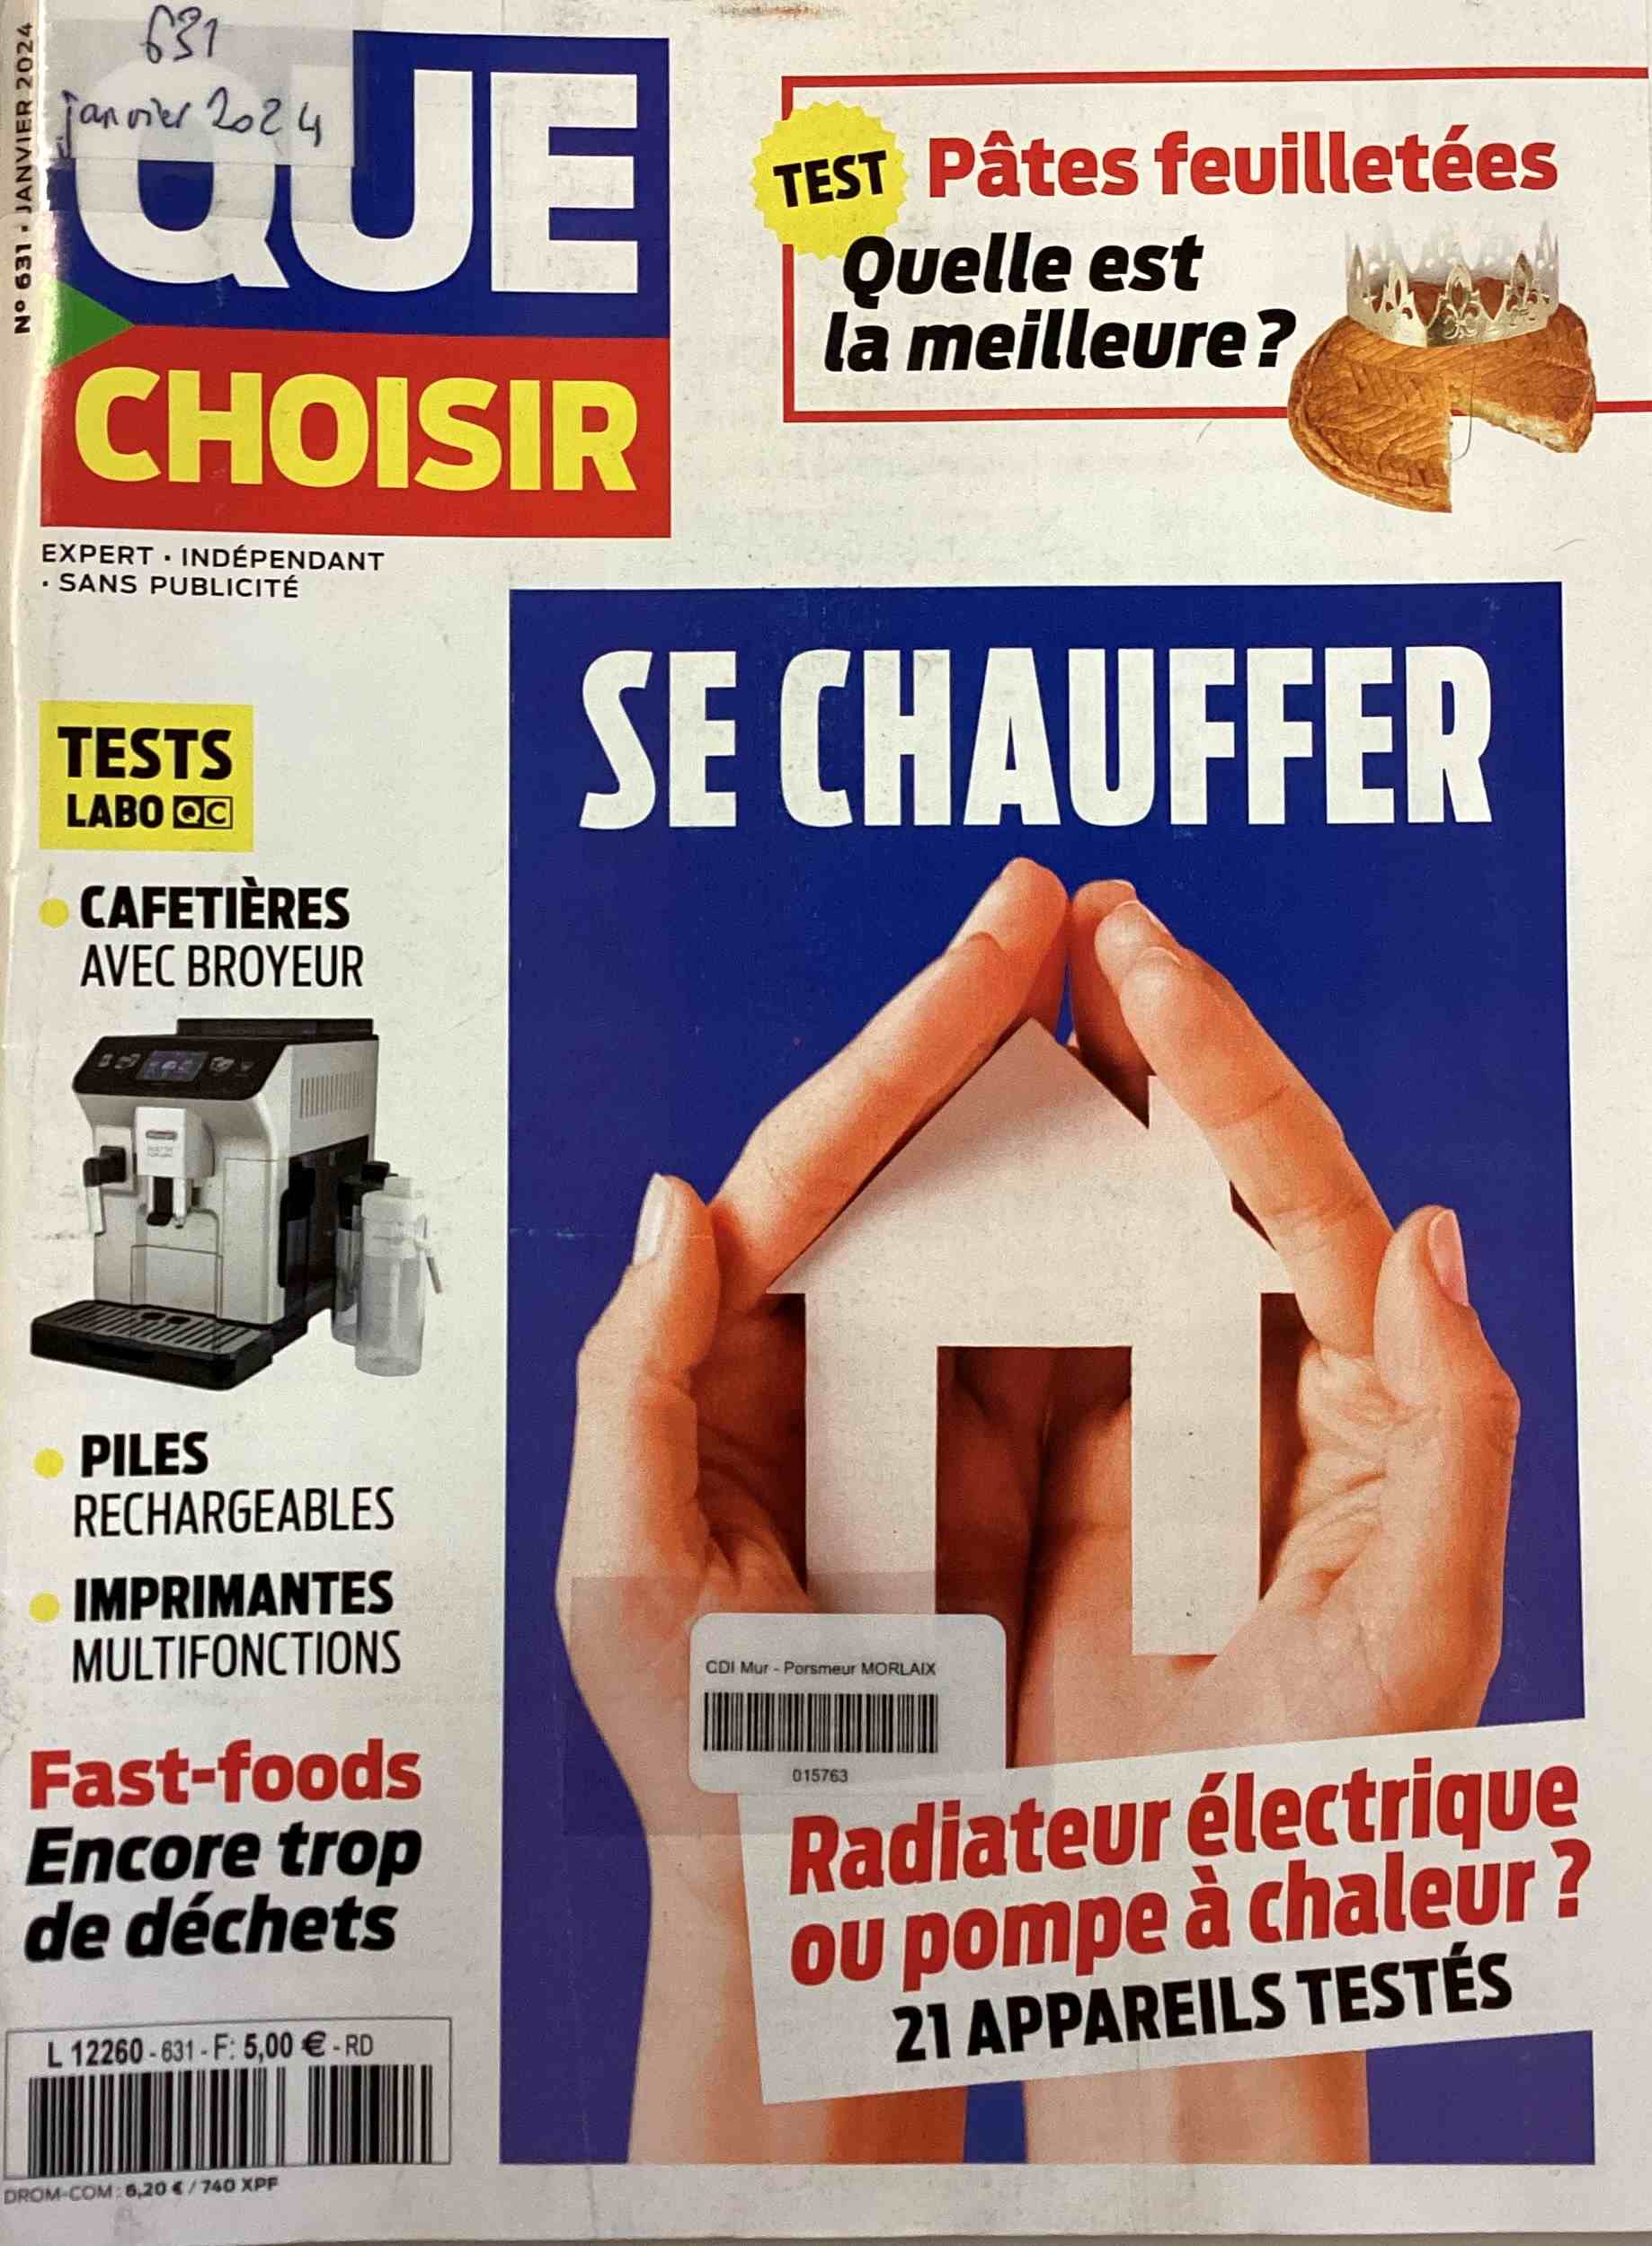 631
janvier 2024
N° 631 • JANVIER 2024
QUE
CHOISIR
EXPERT • INDÉPENDANT
• SANS PUBLICITÉ
TEST
Pâtes feuilletées
Quelle est
la meilleure ?
TESTS
LABO QC
CAFETIÈRES
AVEC BROYEUR
PILES
RECHARGEABLES
IMPRIMANTES
MULTIFONCTIONS
Fast-foods
Encore trop
de déchets
L 12260 - 631 - F: 5,00 € - RD
DROM-COM : 6,20 € / 740 XPF
SE CHAUFFER
CDI Mur - Porsmeur MORLAIX
015763
Radiateur électrique
ou pompe à chaleur ?
21 APPAREILS TESTÉS